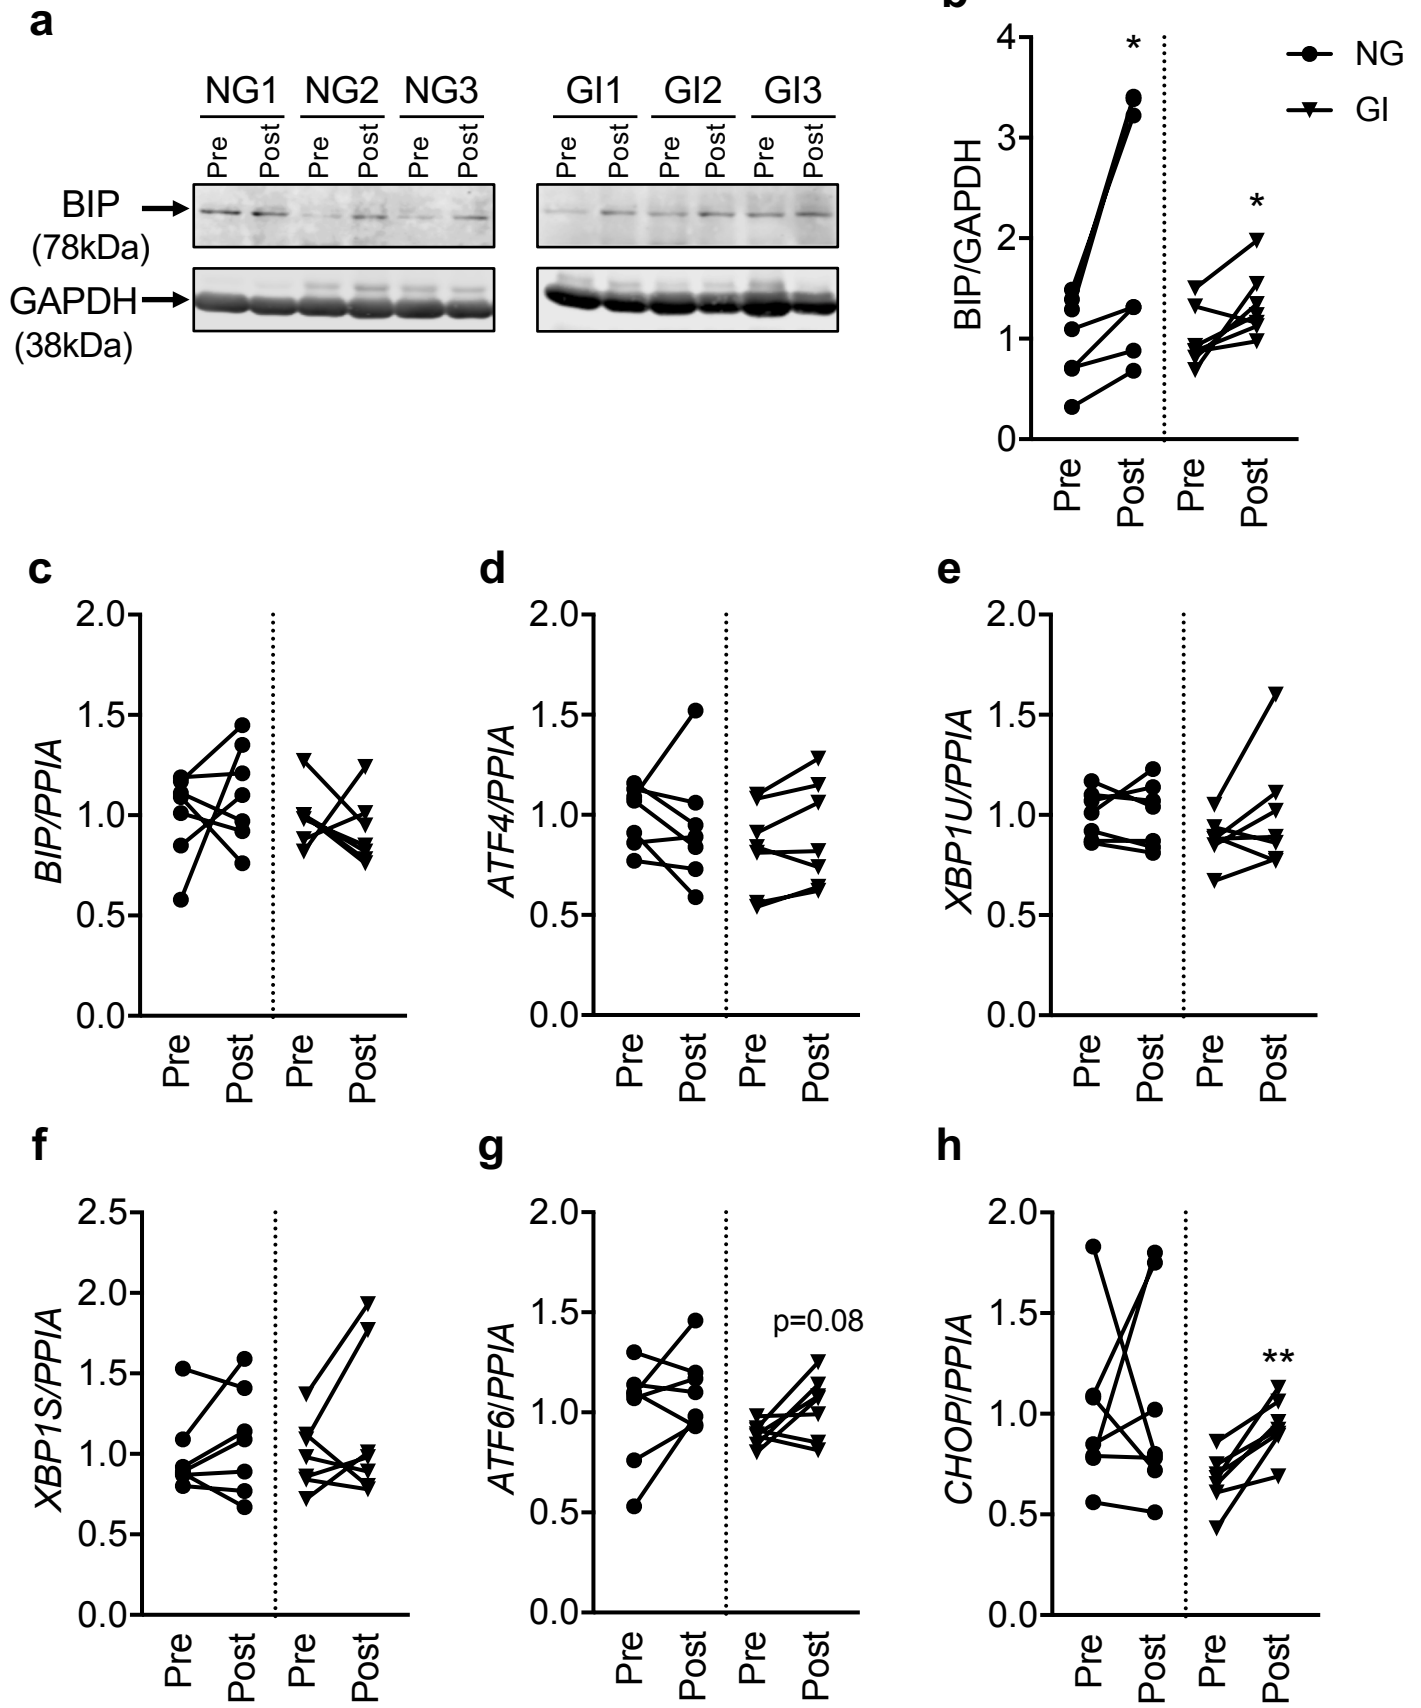 a
NG1 NG2 NG3 GI1 GI2 GI3
Pre Post Pre Post Pre Post Pre Post Pre Post Pre Post
BIP
(78kDa)
GAPDH
(38kDa)
b
NG
GI
BIP/GAPDH
4
3
2
1
0
*
*
Pre Post Pre Post
c
BIP/PPIA
2.0
1.5
1.0
0.5
0.0
Pre Post Pre Post
d
ATF4/PPIA
2.0
1.5
1.0
0.5
0.0
Pre Post Pre Post
e
XBP1U/PPIA
2.0
1.5
1.0
0.5
0.0
Pre Post Pre Post
f
XBP1S/PPIA
2.5
2.0
1.5
1.0
0.5
0.0
Pre Post Pre Post
g
ATF6/PPIA
2.0
1.5
1.0
0.5
0.0
p=0.08
Pre Post Pre Post
h
CHOP/PPIA
2.0
1.5
1.0
0.5
0.0
**
Pre Post Pre Post